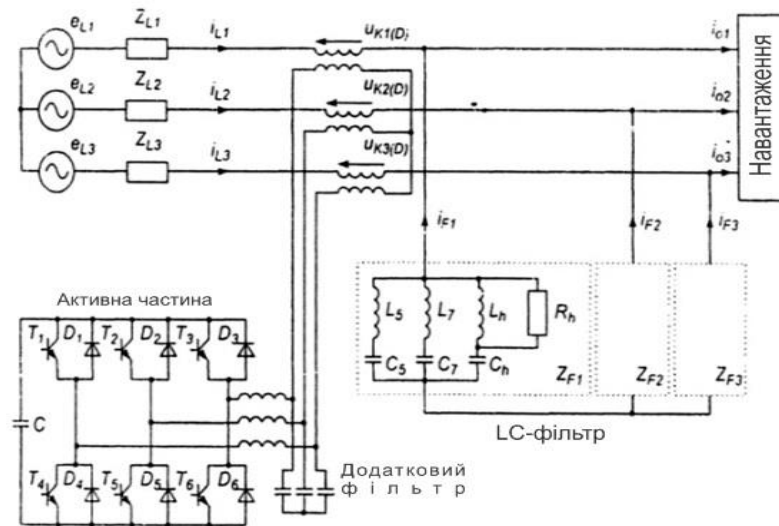 e_L1 Z_L1 i_L1 u_K1(D) i_o1
e_L2 Z_L2 i_L2 u_K2(D) i_o2
e_L3 Z_L3 i_L3 u_K3(D) i_o3
Навантаження
i_F1 i_F2 i_F3
Активна частина
T_1 D_1 T_2 D_2 T_3 D_3
L_5 L_7 L_h R_h
C_5 C_7 C_h
Z_F1 Z_F2 Z_F3
C
LC-фільтр
T_4 D_4 T_5 D_5 T_6 D_6
Додатковий
фільтр